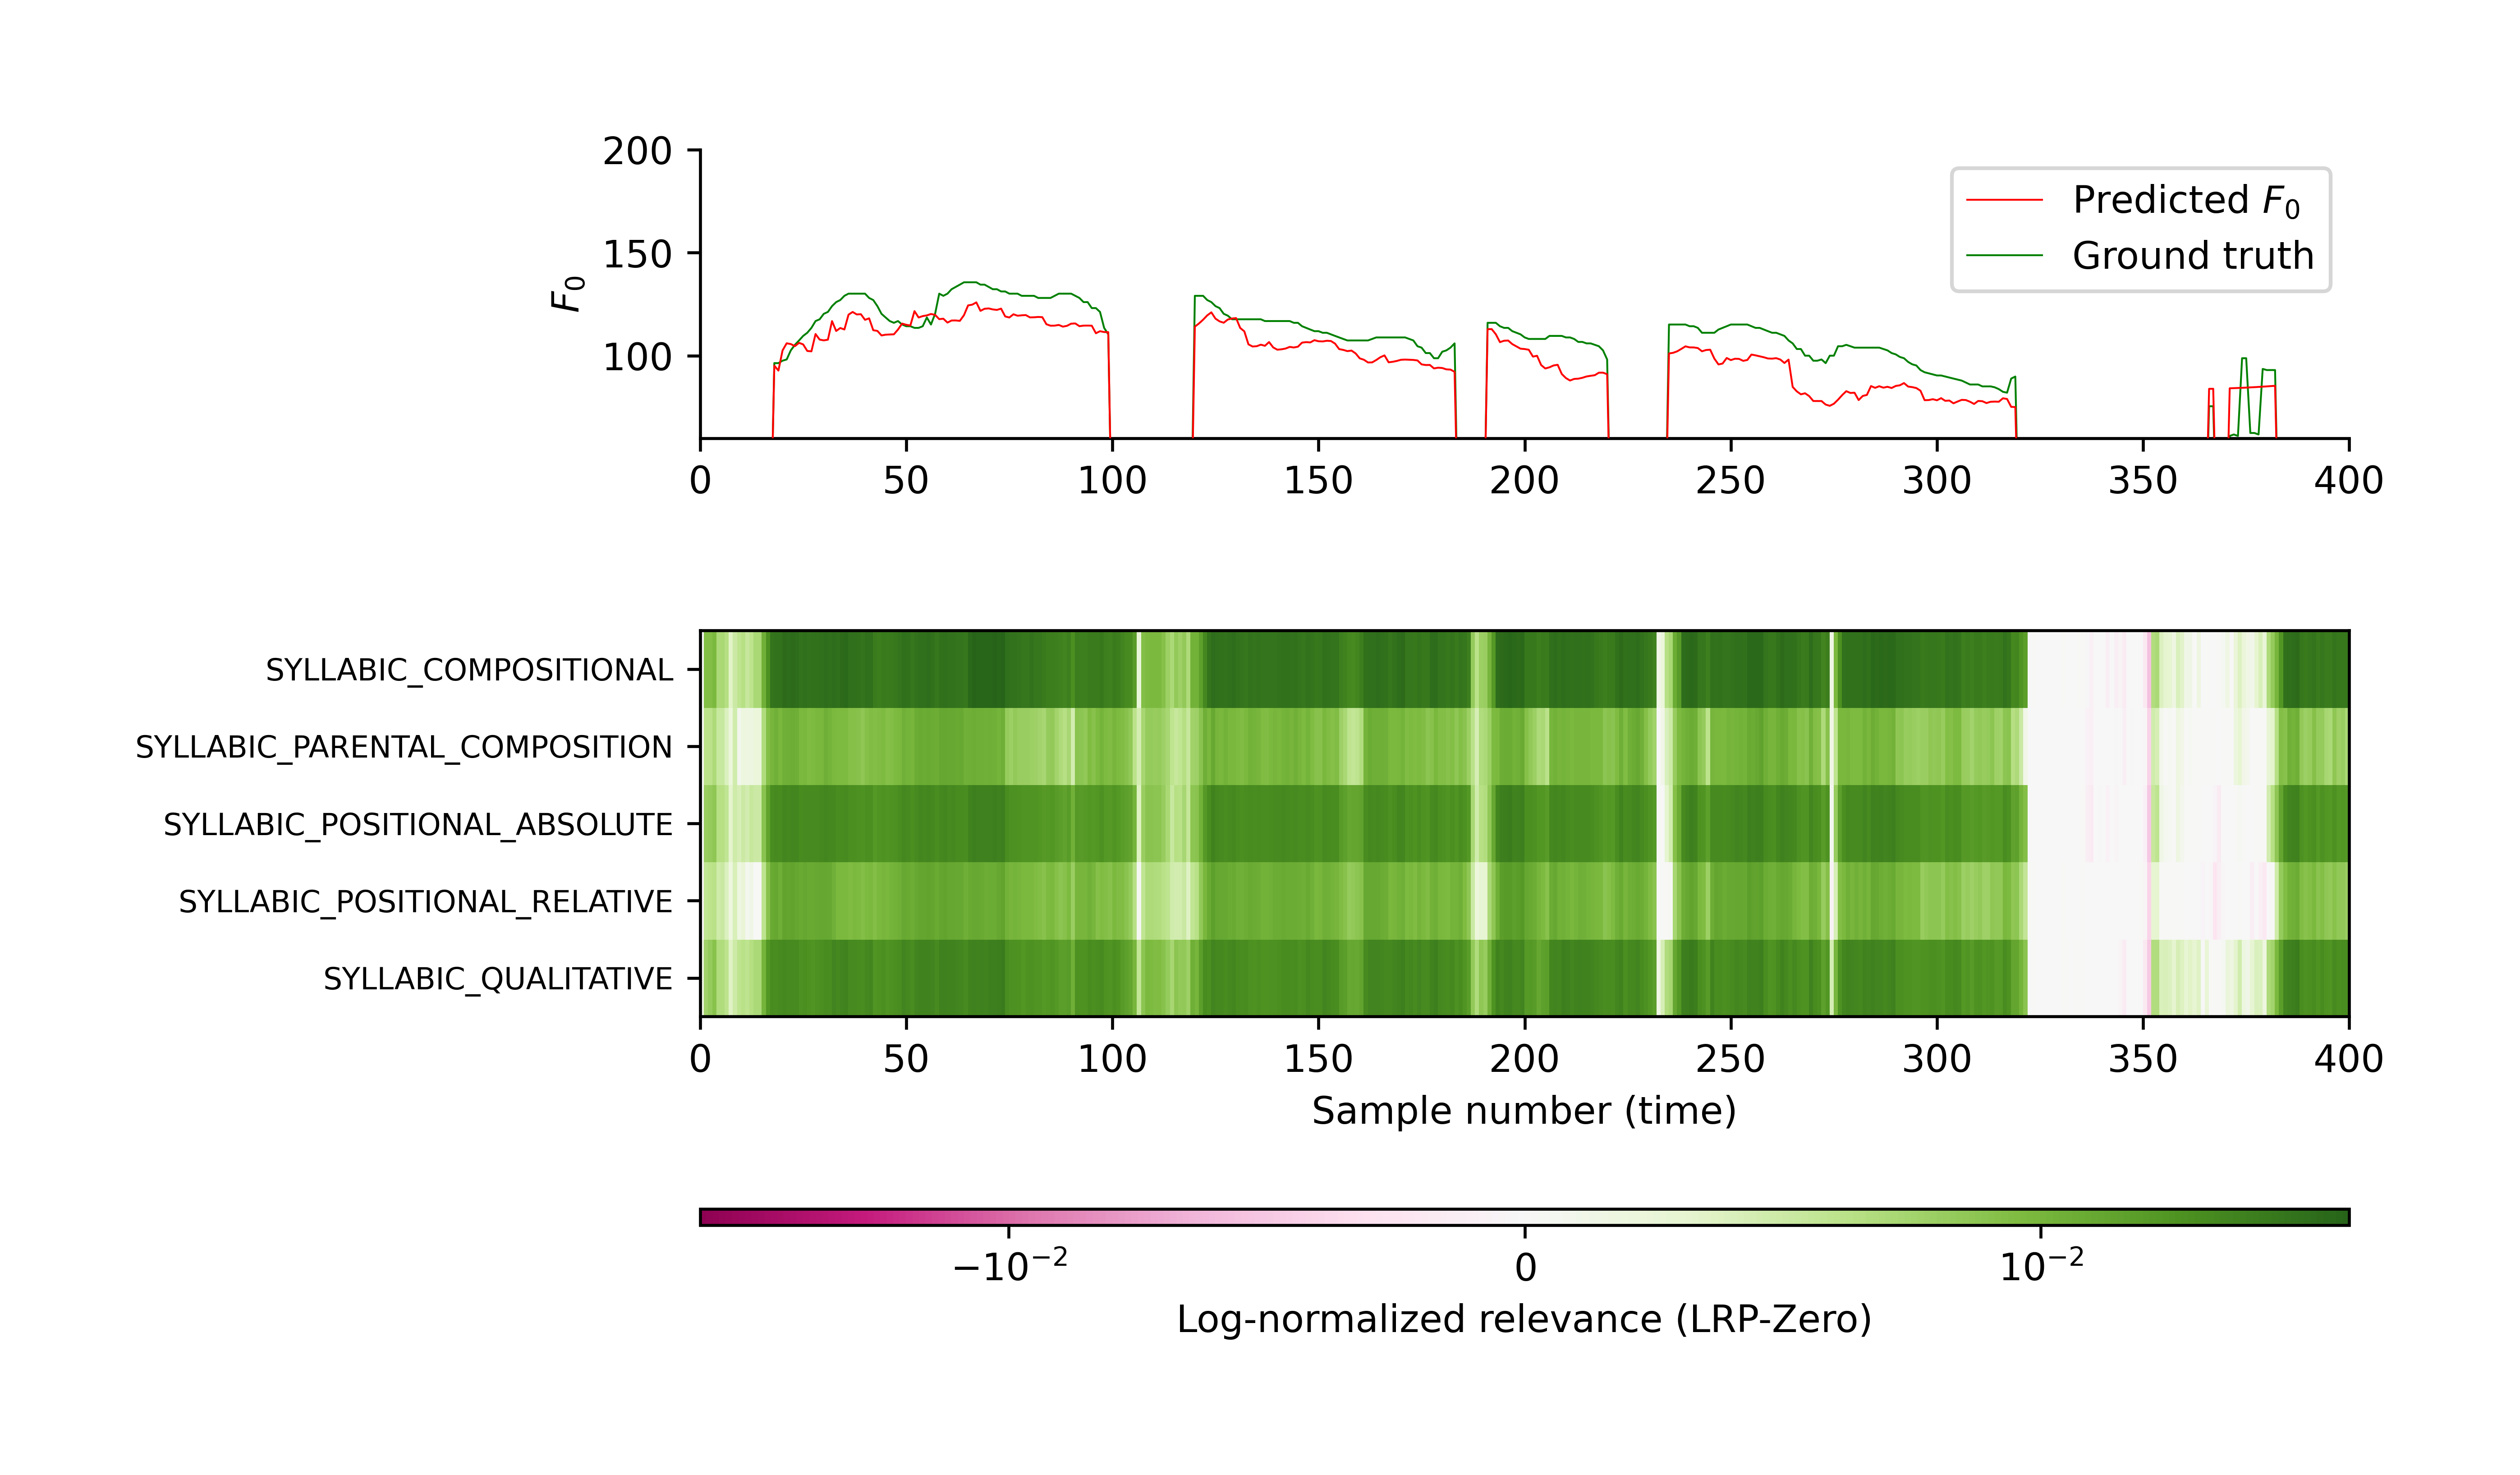 200
150
100
F0
Predicted F0
Ground truth
0 50 100 150 200 250 300 350 400
SYLLABIC_COMPOSITIONAL
SYLLABIC_PARENTAL_COMPOSITION
SYLLABIC_POSITIONAL_ABSOLUTE
SYLLABIC_POSITIONAL_RELATIVE
SYLLABIC_QUALITATIVE
0 50 100 150 200 250 300 350 400
Sample number (time)
−10⁻² 0 10⁻²
Log-normalized relevance (LRP-Zero)